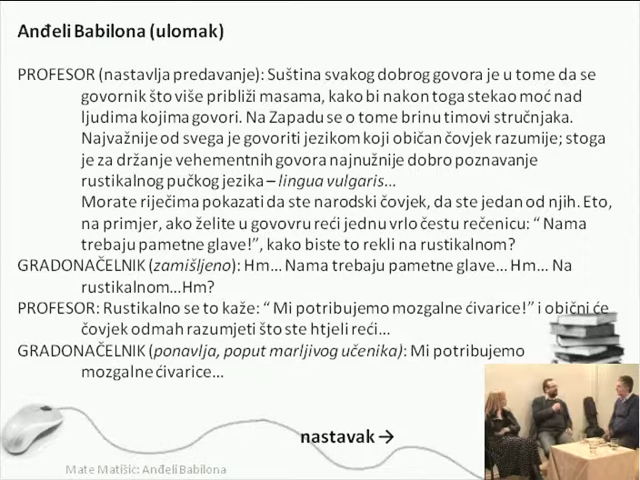 Anđeli Babilona (ulomak)
PROFESOR (nastavlja predavanje): Suština svakog dobrog govora je u tome da se
govornik što više približi masama, kako bi nakon toga stekao moć nad
ljudima kojima govori. Na Zapadu se o tome brinu timovi stručnjaka.
Najvažnije od svega je govoriti jezikom koji običan čovjek razumije; stoga
je za držanje vehementnih govora najnužnije dobro poznavanje
rustikalnog pučkog jezika – lingua vulgaris...
Morate riječima pokazati da ste narodski čovjek, da ste jedan od njih. Eto,
na primjer, ako želite u govovru reći jednu vrlo čestu rečenicu: “ Nama
trebaju pametne glave!”, kako biste to rekli na rustikalnom?
GRADONAČELNIK (zamišljeno): Hm... Nama trebaju pametne glave... Hm... Na
rustikalnom...Hm?
PROFESOR: Rustikalno se to kaže: “ Mi potribujemo mozgalne ćivarice!” i obični će
čovjek odmah razumjeti što ste htjeli reći...
GRADONAČELNIK (ponavlja, poput marljivog učenika): Mi potribujemo
mozgalne ćivarice...
nastavak →
Mate Matišic: Anđeli Babilona